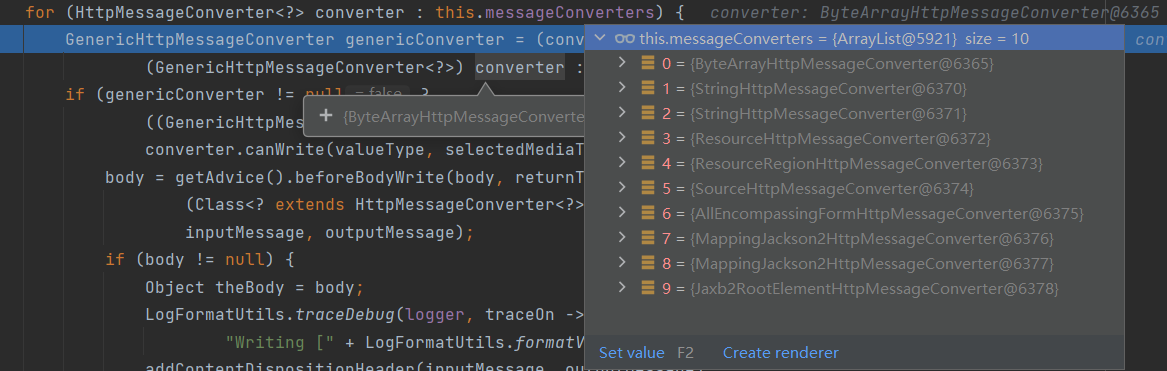 for (HttpMessageConverter<?> converter : this.messageConverters) {   converter: ByteArrayHttpMessageConverter@6365
GenericHttpMessageConverter genericConverter = (conv
con
(GenericHttpMessageConverter<?>) converter :
if (genericConverter != null = false ?
((GenericHttpMes
converter.canWrite(valueType, selectedMediaT
body = getAdvice().beforeBodyWrite(body, returnT
(Class<? extends HttpMessageConverter<?>
inputMessage, outputMessage);
if (body != null) {
Object theBody = body;
LogFormatUtils.traceDebug(logger, traceOn ->
"Writing [" + LogFormatUtils.formatV
addContentDispositionHeader(inputMessage, outputMessage);
+ {ByteArrayHttpMessageConverte
this.messageConverters = {ArrayList@5921} size = 10
0 = {ByteArrayHttpMessageConverter@6365}
1 = {StringHttpMessageConverter@6370}
2 = {StringHttpMessageConverter@6371}
3 = {ResourceHttpMessageConverter@6372}
4 = {ResourceRegionHttpMessageConverter@6373}
5 = {SourceHttpMessageConverter@6374}
6 = {AllEncompassingFormHttpMessageConverter@6375}
7 = {MappingJackson2HttpMessageConverter@6376}
8 = {MappingJackson2HttpMessageConverter@6377}
9 = {Jaxb2RootElementHttpMessageConverter@6378}
Set value F2 Create renderer